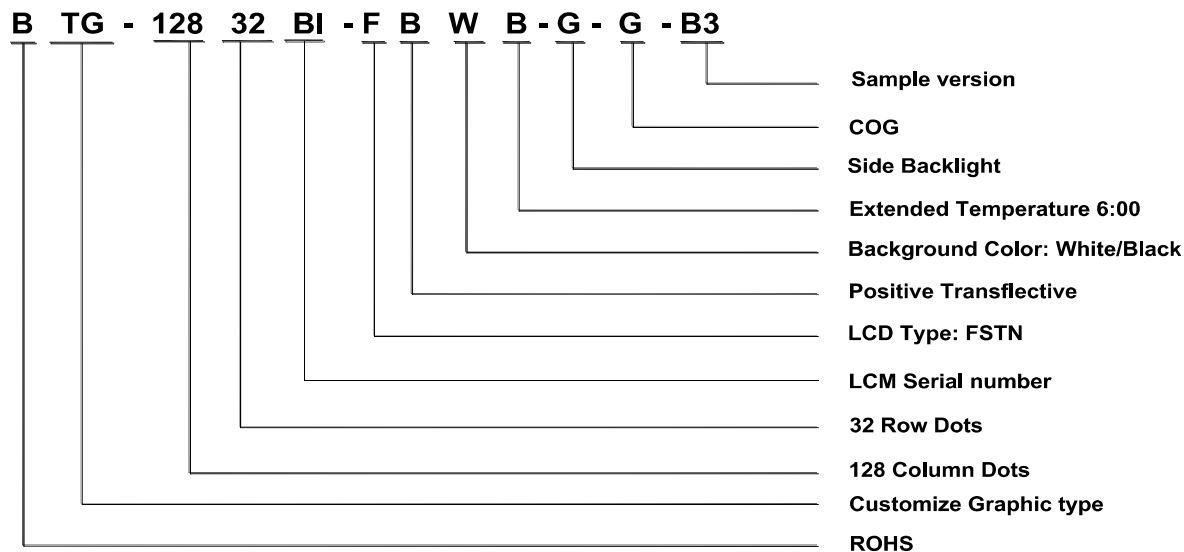 B TG - 128 32 BI - F B W B - G - G - B3
Sample version
COG
Side Backlight
Extended Temperature 6:00
Background Color: White/Black
Positive Transflective
LCD Type: FSTN
LCM Serial number
32 Row Dots
128 Column Dots
Customize Graphic type
ROHS